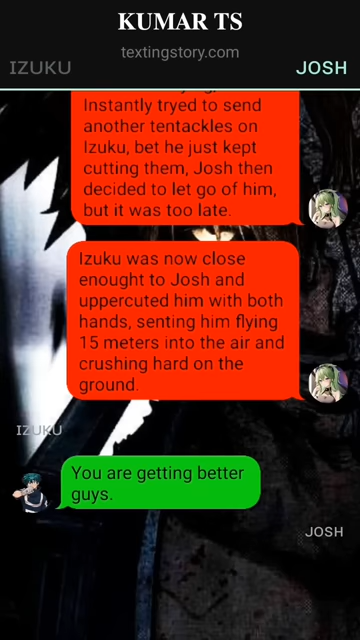 KUMAR TS
textingstory.com
IZUKU
JOSH
Instantly tryed to send
another tentackles on
Izuku, bet he just kept
cutting them, Josh then
decided to let go of him,
but it was too late.
Izuku was now close
enought to Josh and
uppercuted him with both
hands, senting him flying
15 meters into the air and
crushing hard on the
ground.
IZUKU
You are getting better
guys.
JOSH